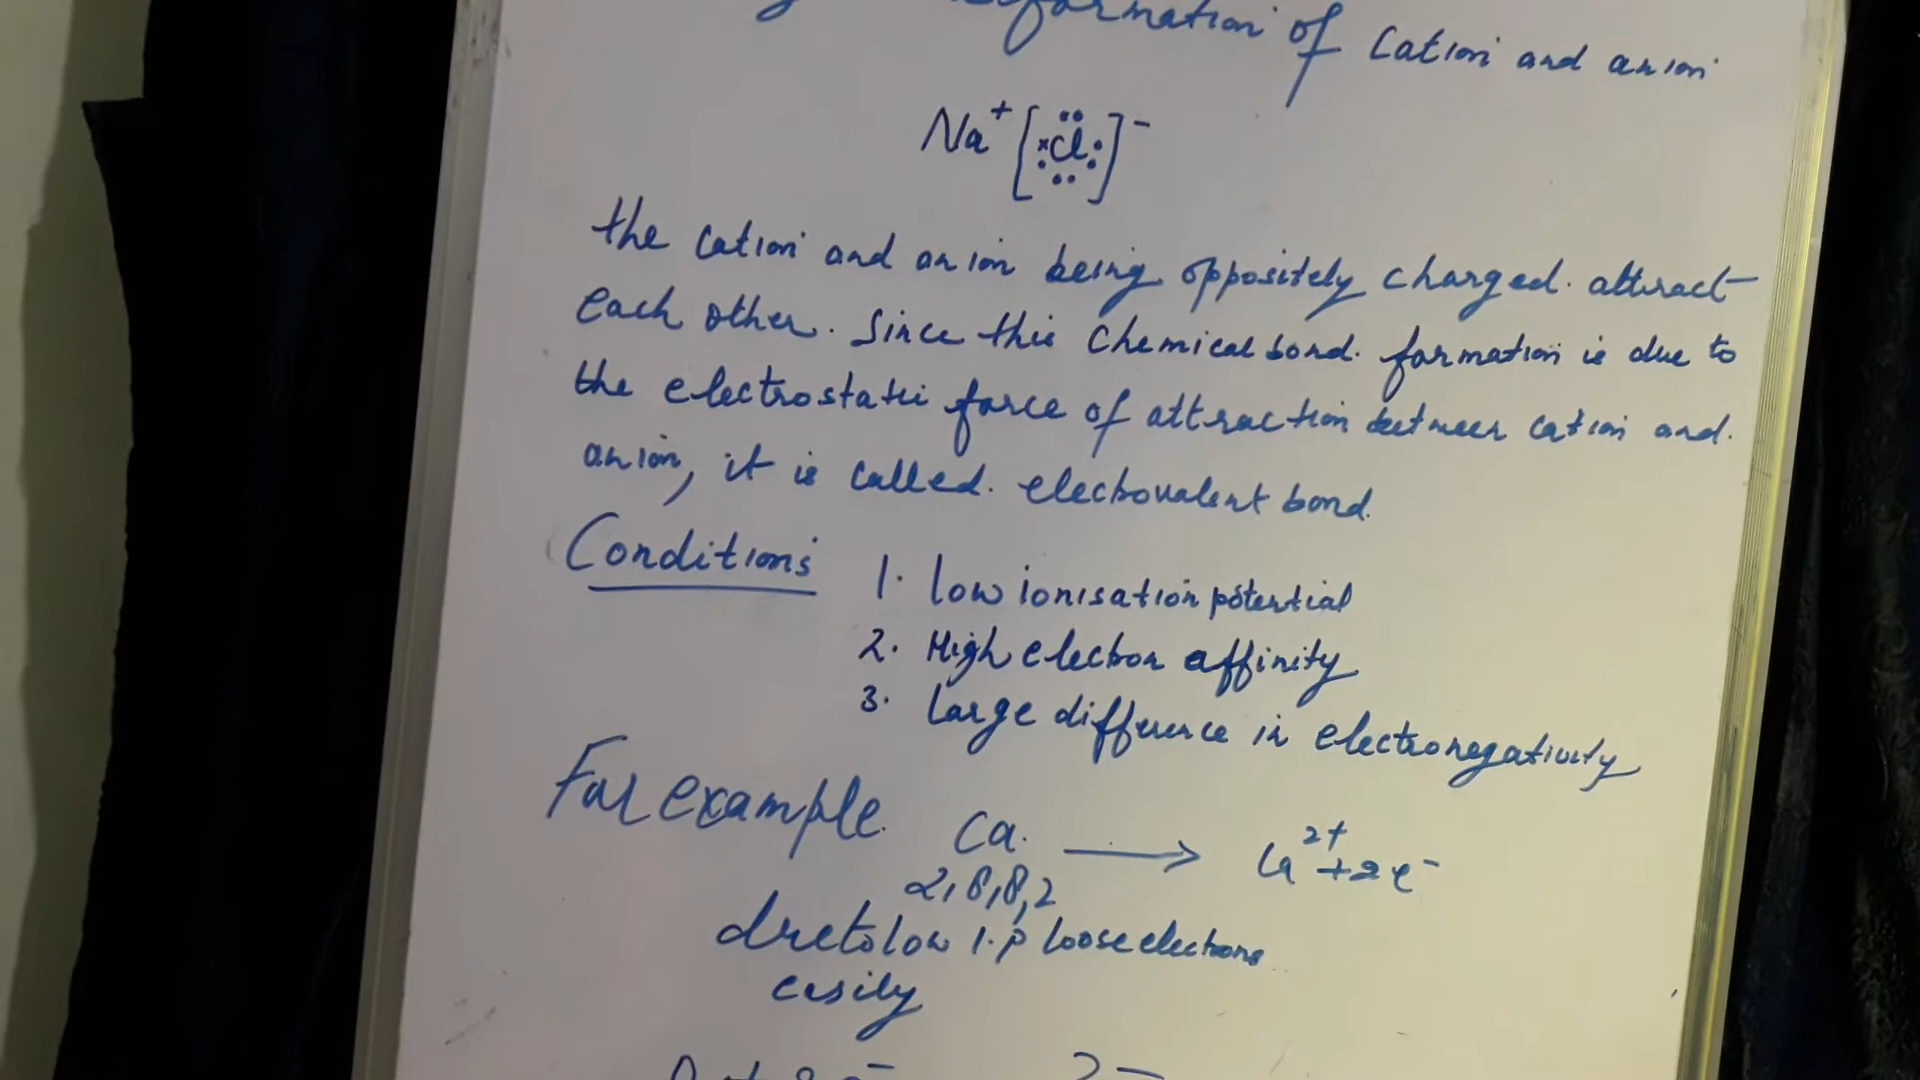 formation of Cation and anion
Na⁺ [Cl]⁻
the cation and anion being oppositely charged. attract
each other. Since this Chemical bond. formation is due to
the electrostatic force of attraction between cation and.
anion, it is called. electrovalent bond.
Conditions 1. low ionisation potential
2. High electron affinity
3. Large difference in electronegativity
For example. Ca. → Ca²⁺ + 2e⁻
2,8,8,2
due to low I.P loose electrons
easily